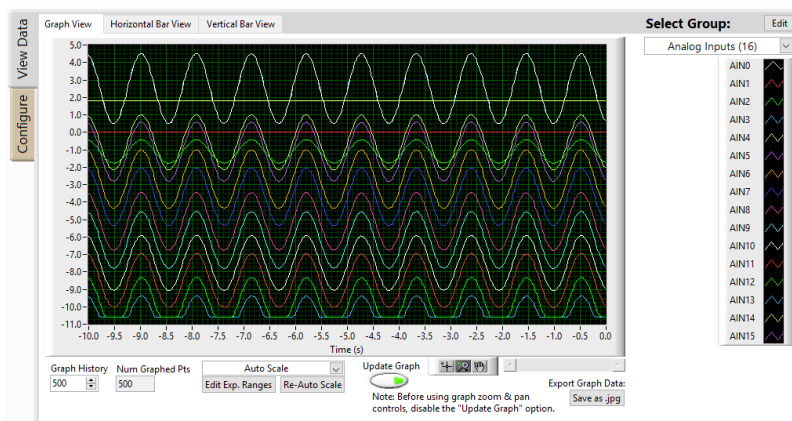 View Data
Configure
Graph View
Horizontal Bar View
Vertical Bar View
Select Group:
Edit
Analog Inputs (16)
5.0
4.0
3.0
2.0
1.0
0.0
-1.0
-2.0
-3.0
-4.0
-5.0
-6.0
-7.0
-8.0
-9.0
-10.0
-11.0
-10.0 -9.5 -9.0 -8.5 -8.0 -7.5 -7.0 -6.5 -6.0 -5.5 -5.0 -4.5 -4.0 -3.5 -3.0 -2.5 -2.0 -1.5 -1.0 -0.5 0.0
Time (s)
AIN0
AIN1
AIN2
AIN3
AIN4
AIN5
AIN6
AIN7
AIN8
AIN9
AIN10
AIN11
AIN12
AIN13
AIN14
AIN15
Graph History
500
Num Graphed Pts
500
Auto Scale
Edit Exp. Ranges
Re-Auto Scale
Update Graph
Note: Before using graph zoom & pan
controls, disable the "Update Graph" option.
Export Graph Data:
Save as .jpg